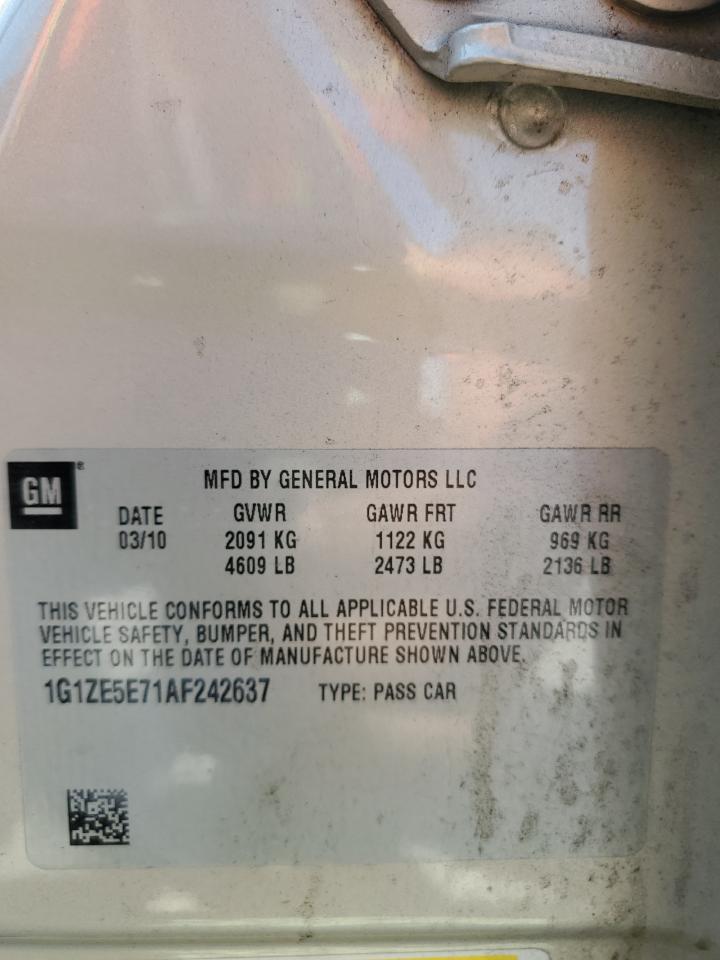 GM ®
MFD BY GENERAL MOTORS LLC
DATE GVWR GAWR FRT GAWR RR
03/10 2091 KG 1122 KG 969 KG
4609 LB 2473 LB 2136 LB
THIS VEHICLE CONFORMS TO ALL APPLICABLE U.S. FEDERAL MOTOR
VEHICLE SAFETY, BUMPER, AND THEFT PREVENTION STANDARDS IN
EFFECT ON THE DATE OF MANUFACTURE SHOWN ABOVE.
1G1ZE5E71AF242637 TYPE: PASS CAR